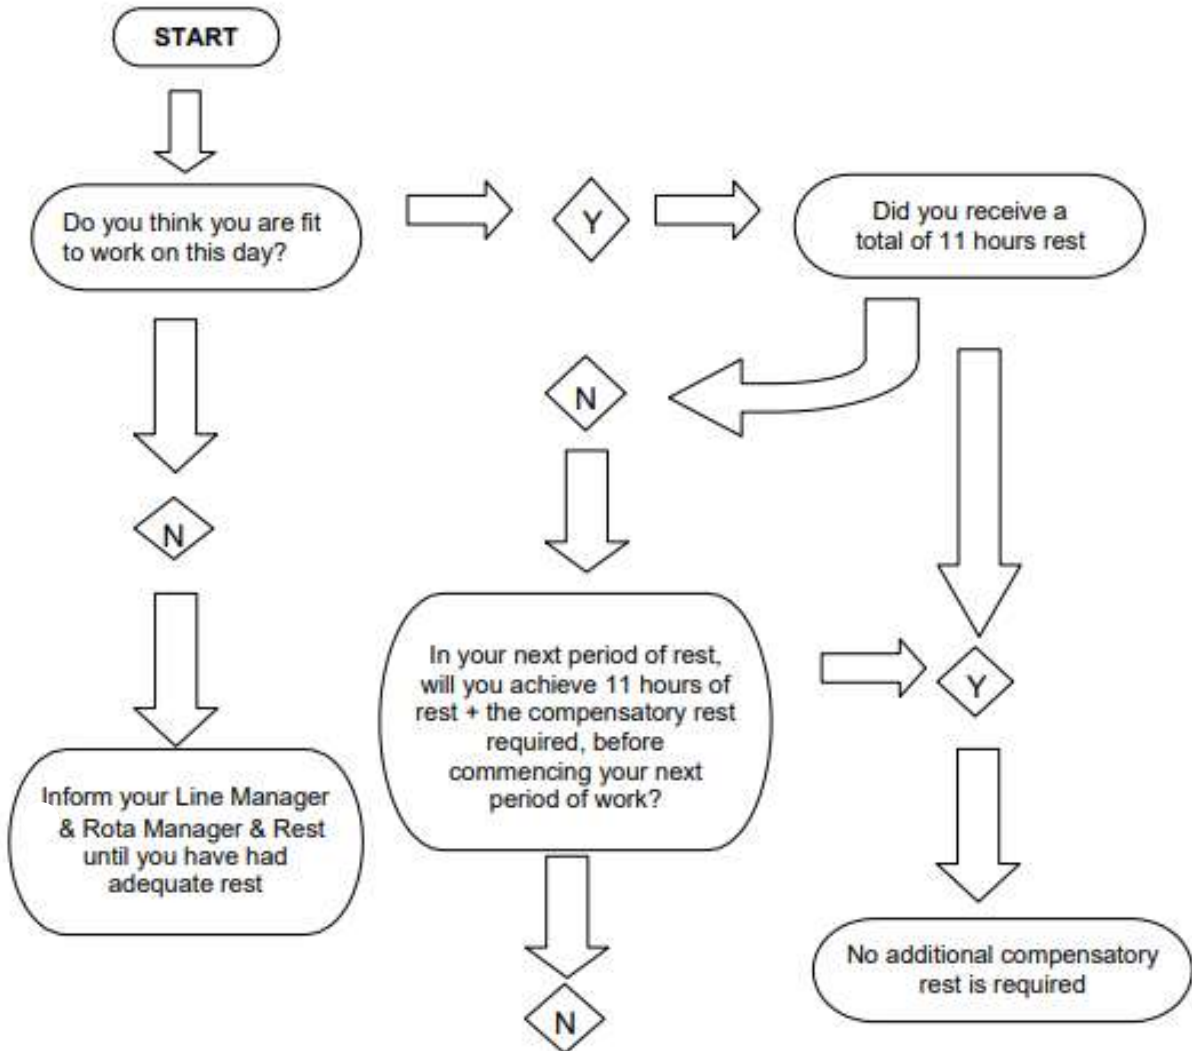 START
Do you think you are fit
to work on this day?
Y
Did you receive a
total of 11 hours rest
N
N
In your next period of rest,
will you achieve 11 hours of
rest + the compensatory rest
required, before
commencing your next
period of work?
Y
Inform your Line Manager
& Rota Manager & Rest
until you have had
adequate rest
No additional compensatory
rest is required
N